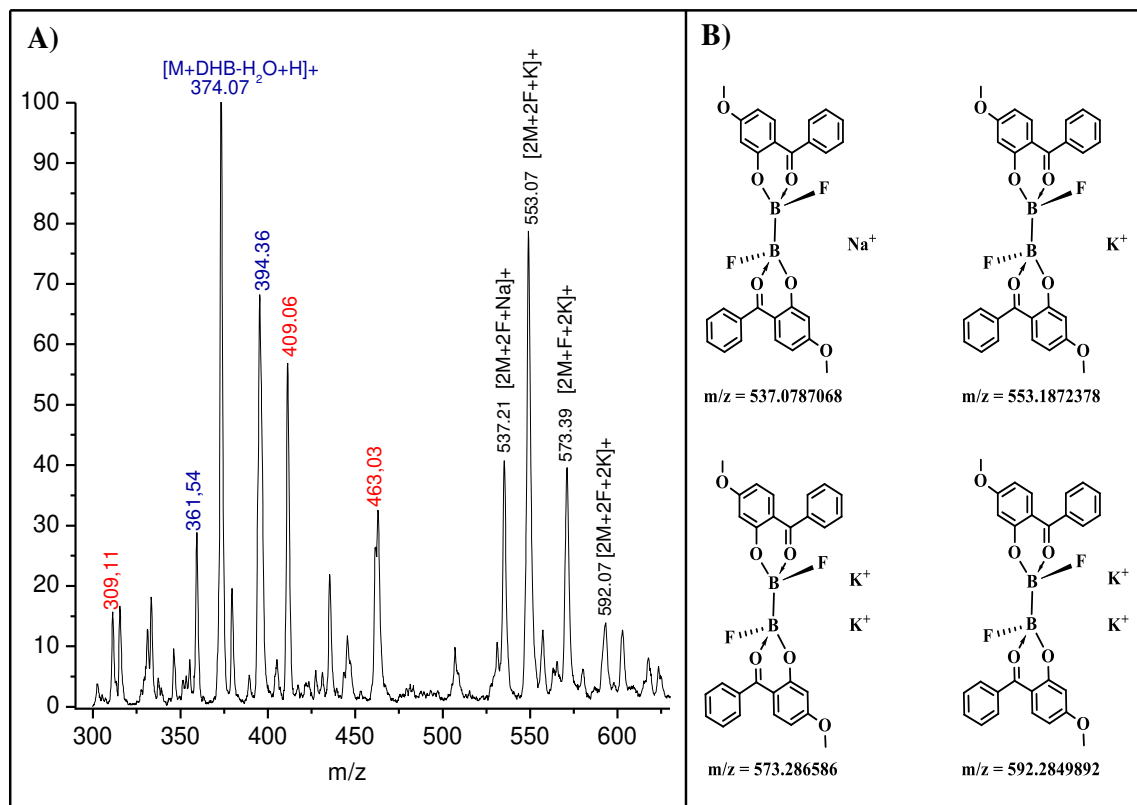 A)
[M+DHB-H₂O+H]+
374.07
394.36
409.06
361,54
309,11
463,03
537.21 [2M+2F+Na]+
553.07 [2M+2F+K]+
573.39 [2M+F+2K]+
592.07 [2M+2F+2K]+
100
90
80
70
60
50
40
30
20
10
0
300
350
400
450
500
550
600
m/z
B)
O
O
O
F
B
B
F
O
O
O
Na⁺
m/z = 537.0787068
O
O
O
F
B
B
F
O
O
O
K⁺
m/z = 553.1872378
O
O
O
F
B
B
F
O
O
O
K⁺
K⁺
m/z = 573.286586
O
O
O
F
B
B
F
O
O
O
K⁺
K⁺
m/z = 592.2849892